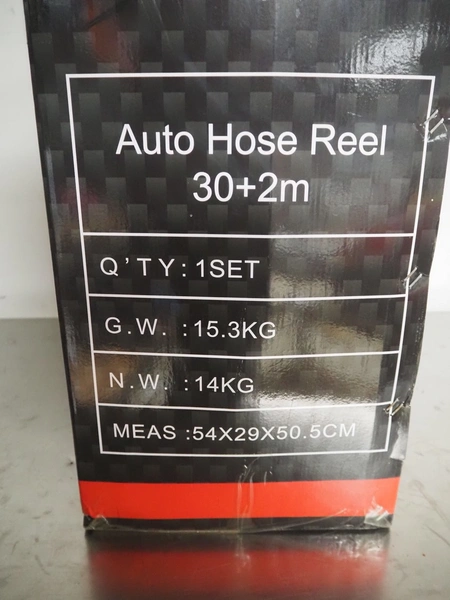 Auto Hose Reel
30+2m
Q'TY: 1SET
G.W. :15.3KG
N.W. :14KG
MEAS :54X29X50.5CM